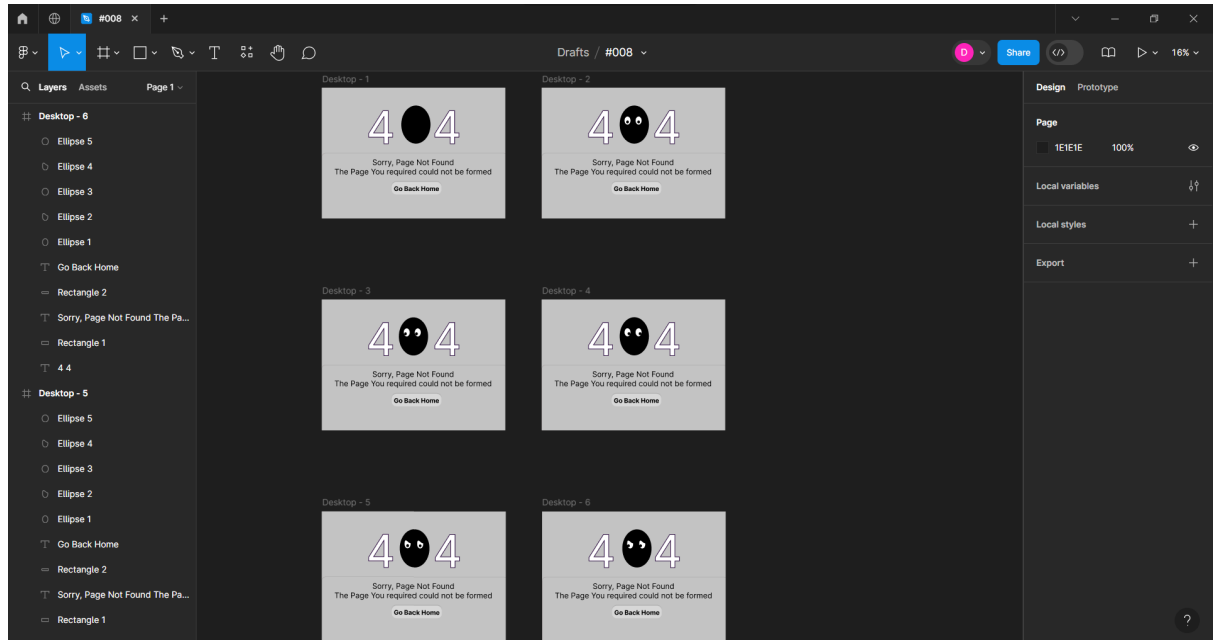 #008
Drafts / #008
D
Share
16%
Layers Assets Page 1
Desktop - 6
Ellipse 5
Ellipse 4
Ellipse 3
Ellipse 2
Ellipse 1
Go Back Home
Rectangle 2
Sorry, Page Not Found The Pa...
Rectangle 1
4 4
Desktop - 5
Ellipse 5
Ellipse 4
Ellipse 3
Ellipse 2
Ellipse 1
Go Back Home
Rectangle 2
Sorry, Page Not Found The Pa...
Rectangle 1
Desktop - 1
4 4
Sorry, Page Not Found
The Page You required could not be formed
Go Back Home
Desktop - 2
4 4
Sorry, Page Not Found
The Page You required could not be formed
Go Back Home
Desktop - 3
4 4
Sorry, Page Not Found
The Page You required could not be formed
Go Back Home
Desktop - 4
4 4
Sorry, Page Not Found
The Page You required could not be formed
Go Back Home
Desktop - 5
4 4
Sorry, Page Not Found
The Page You required could not be formed
Go Back Home
Desktop - 6
4 4
Sorry, Page Not Found
The Page You required could not be formed
Go Back Home
Design Prototype
Page
1E1E1E 100%
Local variables
Local styles
Export
?